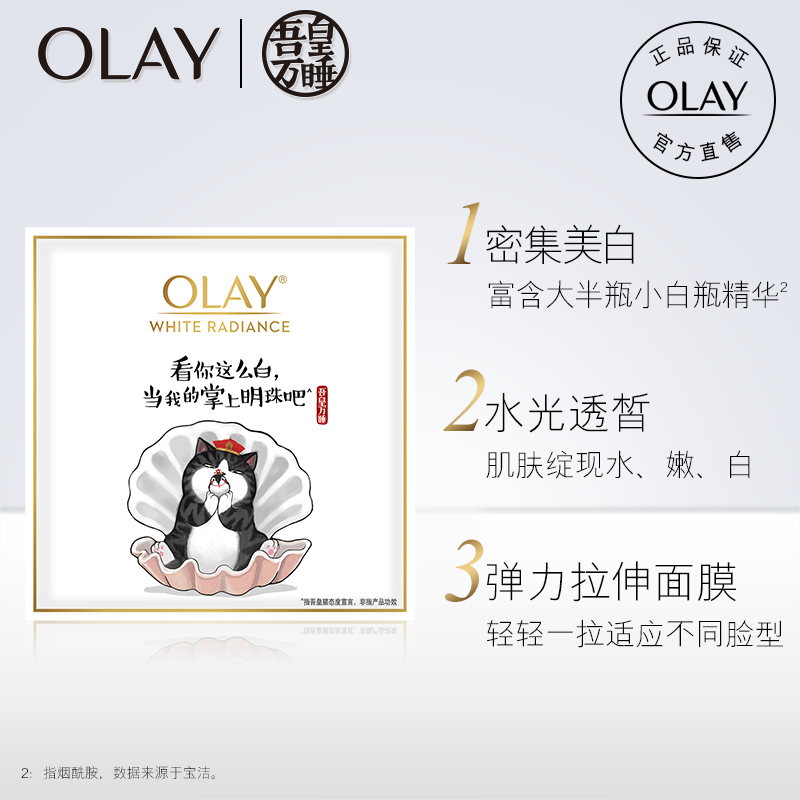 OLAY
吾皇万睡
正品保证
OLAY
官方直售
OLAY®
WHITE RADIANCE
看你这么白,
当我的掌上明珠吧^
吾皇万睡
^指吾皇猫态度宣言、非指产品功效
1 密集美白
富含大半瓶小白瓶精华²
2 水光透皙
肌肤绽现水、嫩、白
3 弹力拉伸面膜
轻轻一拉适应不同脸型
2: 指烟酰胺, 数据来源于宝洁。